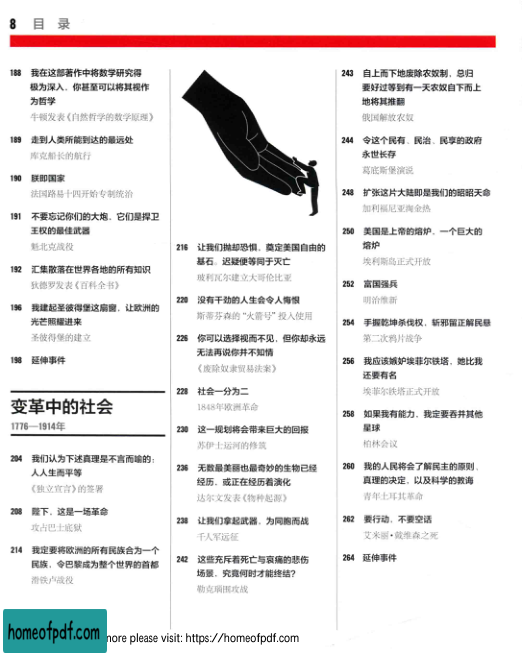 8 目 录
188 我在这部著作中将数学研究得
极为深入，你甚至可以将其视作
为哲学
牛顿发表《自然哲学的数学原理》
189 走到人类所能到达的最远处
库克船长的航行
190 朕即国家
法国路易十四开始专制统治
191 不要忘记你们的大炮，它们是捍卫
王权的最佳武器
魁北克战役
192 汇集散落在世界各地的所有知识
狄德罗发表《百科全书》
196 我建起圣彼得堡这扇窗，让欧洲的
光芒照耀进来
圣彼得堡的建立
198 延伸事件
变革中的社会
1776—1914年
204 我们认为下述真理是不言而喻的：
人人生而平等
《独立宣言》的签署
208 陛下，这是一场革命
攻占巴士底狱
214 我定要将欧洲的所有民族合为一个
民族，令巴黎成为整个世界的首都
滑铁卢战役
216 让我们抛却恐惧，奠定美国自由的
基石。迟疑便等同于灭亡
玻利瓦尔建立大哥伦比亚
220 没有干劲的人生会令人悔恨
斯蒂芬森的“火箭号”投入使用
226 你可以选择视而不见，但你却永远
无法再说你并不知情
《废除奴隶贸易法案》
228 社会一分为二
1848年欧洲革命
230 这一规划将会带来巨大的回报
苏伊士运河的修筑
236 无数最美丽也最奇妙的生物已经
经历，或正在经历着演化
达尔文发表《物种起源》
238 让我们拿起武器，为同胞而战
千人军远征
242 这些充斥着死亡与哀痛的悲伤
场景，究竟何时才能终结？
勒克瑙围攻战
243 自上而下地废除农奴制，总归
要好过等到有一天农奴自下而上
地将其推翻
俄国解放农奴
244 令这个民有、民治、民享的政府
永世长存
葛底斯堡演说
248 扩张这片大陆即是我们的昭昭天命
加利福尼亚淘金热
250 美国是上帝的熔炉，一个巨大的
熔炉
埃利斯岛正式开放
252 富国强兵
明治维新
254 手握乾坤杀伐权，斩邪留正解民悬
第二次鸦片战争
256 我应该嫉妒埃菲尔铁塔，她比我
还要有名
埃菲尔铁塔正式开放
258 如果我有能力，我定要吞并其他
星球
柏林会议
260 我的人民将会了解民主的原则、
真理的决定，以及科学的教诲
青年土耳其革命
262 要行动，不要空话
艾米丽·戴维森之死
264 延伸事件
homeofpdf.com
more please visit: https://homeofpdf.com